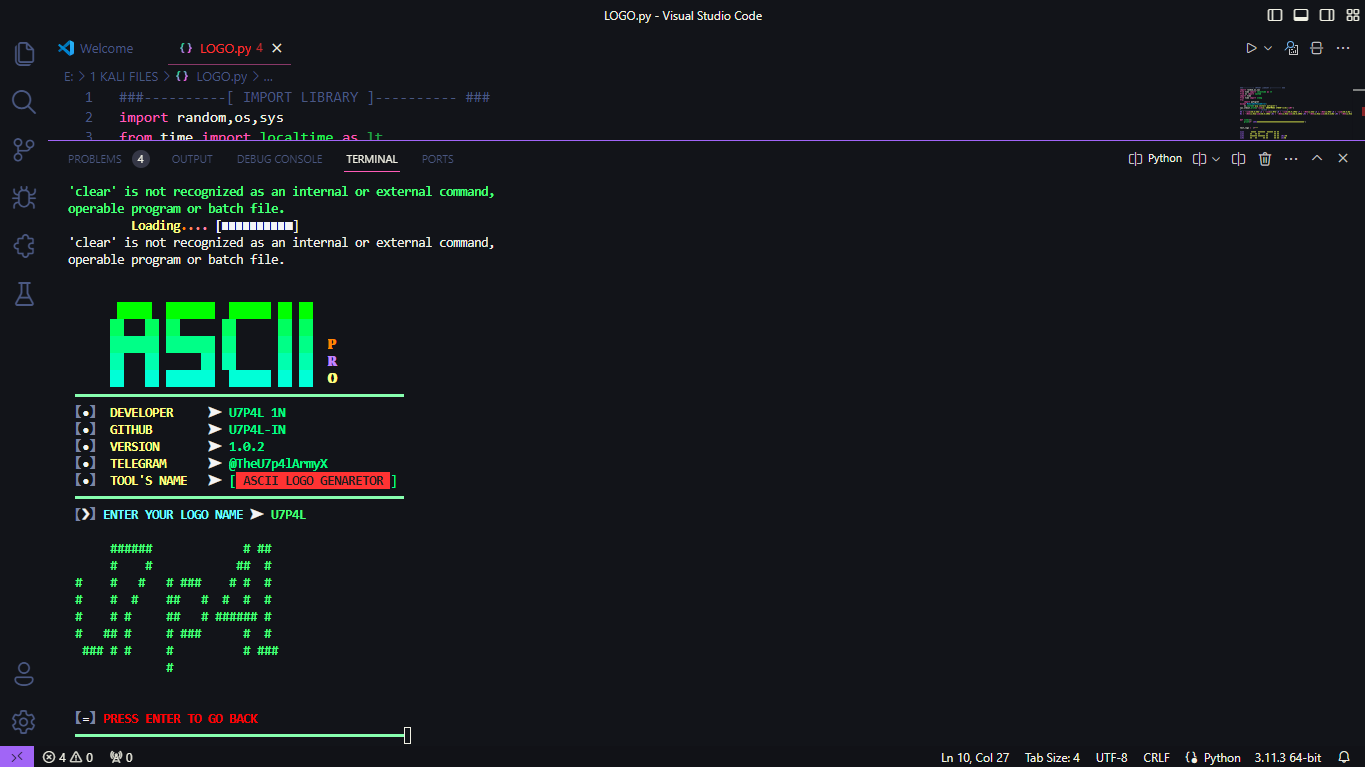 LOGO.py - Visual Studio Code
Welcome
LOGO.py 4
E: > 1 KALI FILES > LOGO.py > ...
1 ###----------[ IMPORT LIBRARY ]---------- ###
2 import random,os,sys
3 from time import localtime as lt
PROBLEMS 4 OUTPUT DEBUG CONSOLE TERMINAL PORTS
Python
'clear' is not recognized as an internal or external command,
operable program or batch file.
Loading.... [■■■■■■■■■■]
'clear' is not recognized as an internal or external command,
operable program or batch file.
ASCII
P
R
O
[●] DEVELOPER ➤ U7P4L 1N
[●] GITHUB ➤ U7P4L-IN
[●] VERSION ➤ 1.0.2
[●] TELEGRAM ➤ @TheU7p4lArmyX
[●] TOOL'S NAME ➤ [ ASCII LOGO GENARETOR ]
[❯] ENTER YOUR LOGO NAME ➤ U7P4L
U7p4l
[=] PRESS ENTER TO GO BACK
4 0 0
Ln 10, Col 27 Tab Size: 4 UTF-8 CRLF Python 3.11.3 64-bit